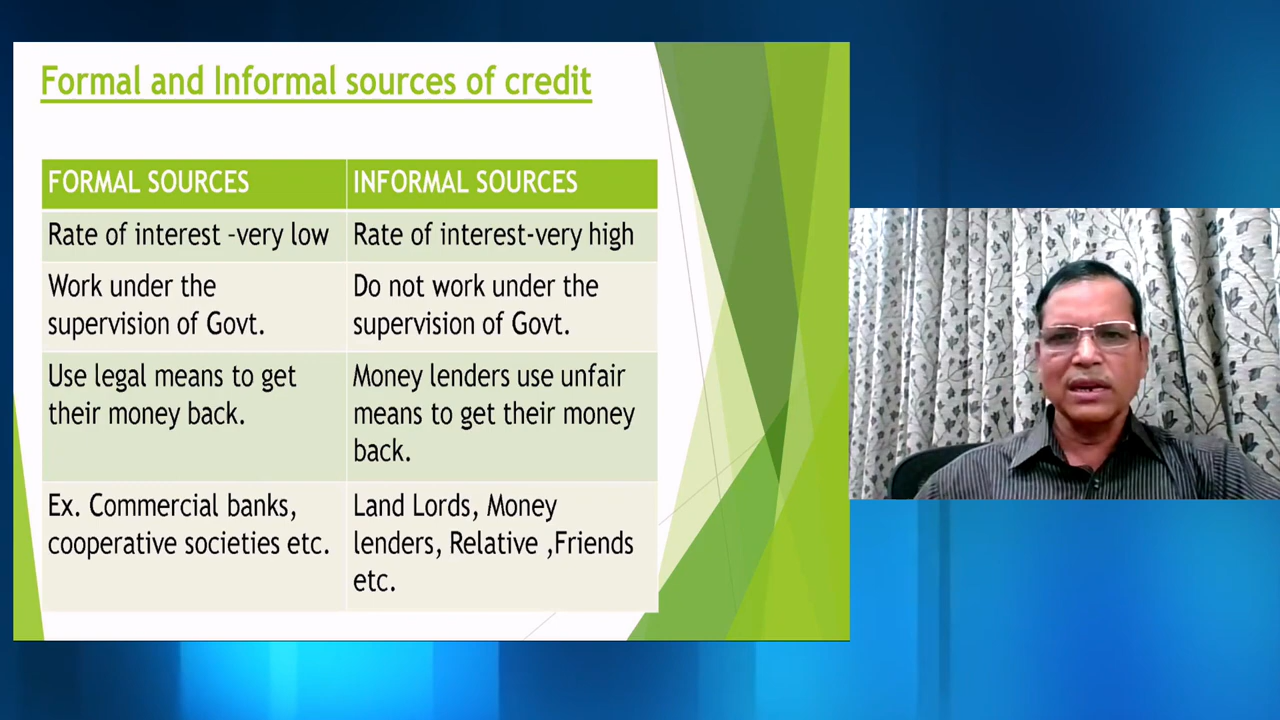 Formal and Informal sources of credit
FORMAL SOURCES
INFORMAL SOURCES
Rate of interest –very low
Rate of interest-very high
Work under the
supervision of Govt.
Do not work under the
supervision of Govt.
Use legal means to get
their money back.
Money lenders use unfair
means to get their money
back.
Ex. Commercial banks,
cooperative societies etc.
Land Lords, Money
lenders, Relative ,Friends
etc.